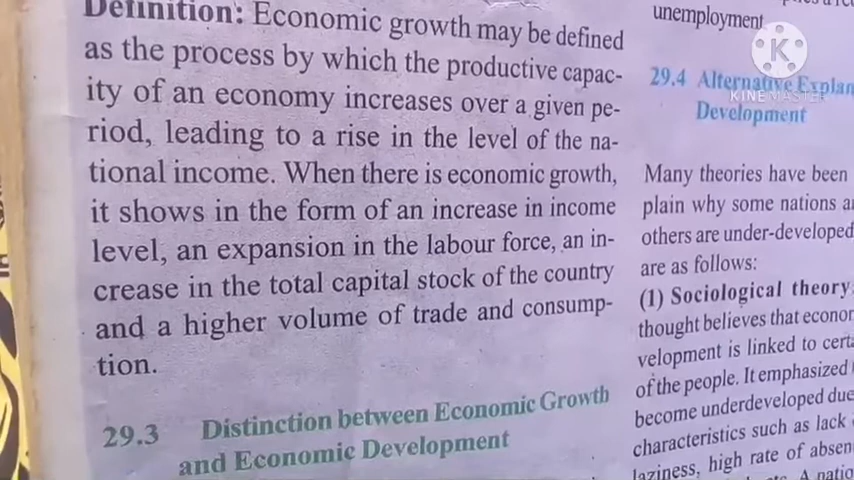 Definition: Economic growth may be defined
as the process by which the productive capac-
ity of an economy increases over a given pe-
riod, leading to a rise in the level of the na-
tional income. When there is economic growth,
it shows in the form of an increase in income
level, an expansion in the labour force, an in-
crease in the total capital stock of the country
and a higher volume of trade and consump-
tion.
29.3 Distinction between Economic Growth
and Economic Development
unemployment
29.4 Alternative Explan
Development
Many theories have been
plain why some nations
others are under-developed
are as follows:
(1) Sociological theory
thought believes that econor
velopment is linked to cert
of the people. It emphasized
become underdeveloped due
characteristics such as lack
laziness, high rate of absen
A natio
K
KINEMASTER